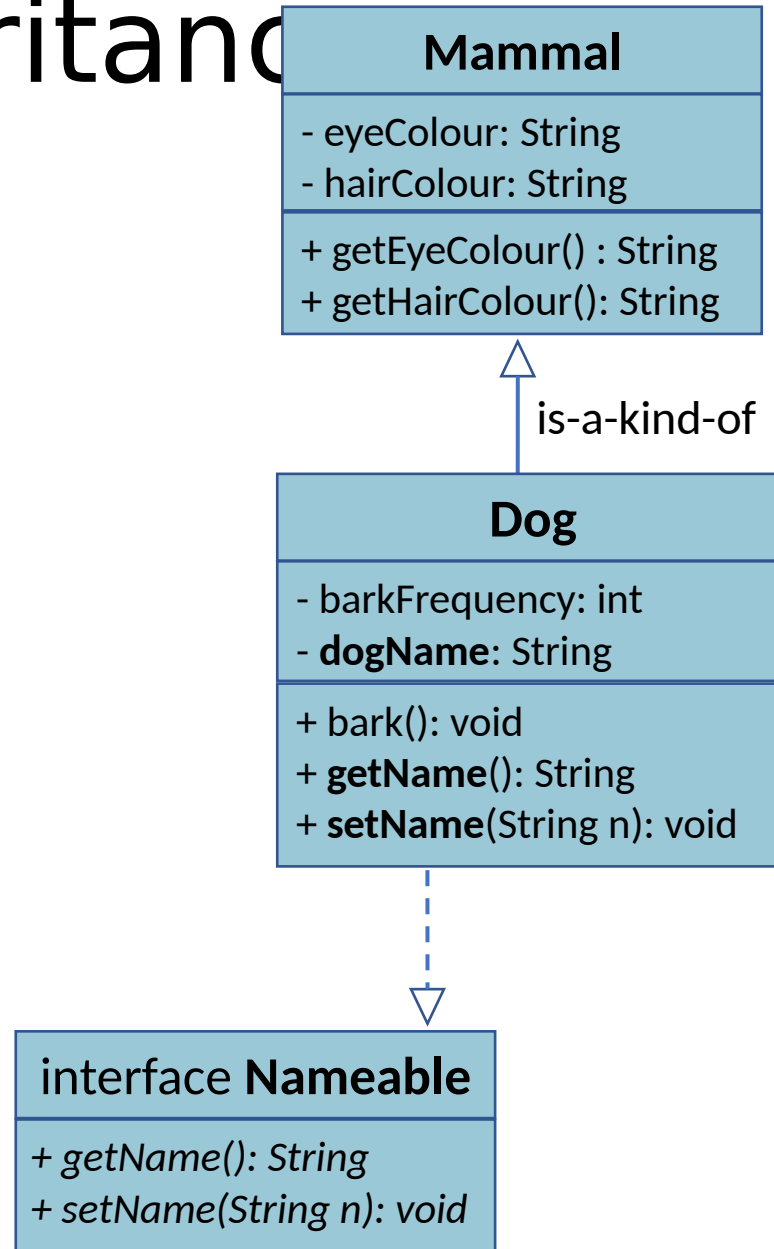 ritanc
Mammal
- eyeColour: String
- hairColour: String
+ getEyeColour() : String
+ getHairColour(): String
is-a-kind-of
Dog
- barkFrequency: int
- dogName: String
+ bark(): void
+ getName(): String
+ setName(String n): void
interface Nameable
+ getName(): String
+ setName(String n): void